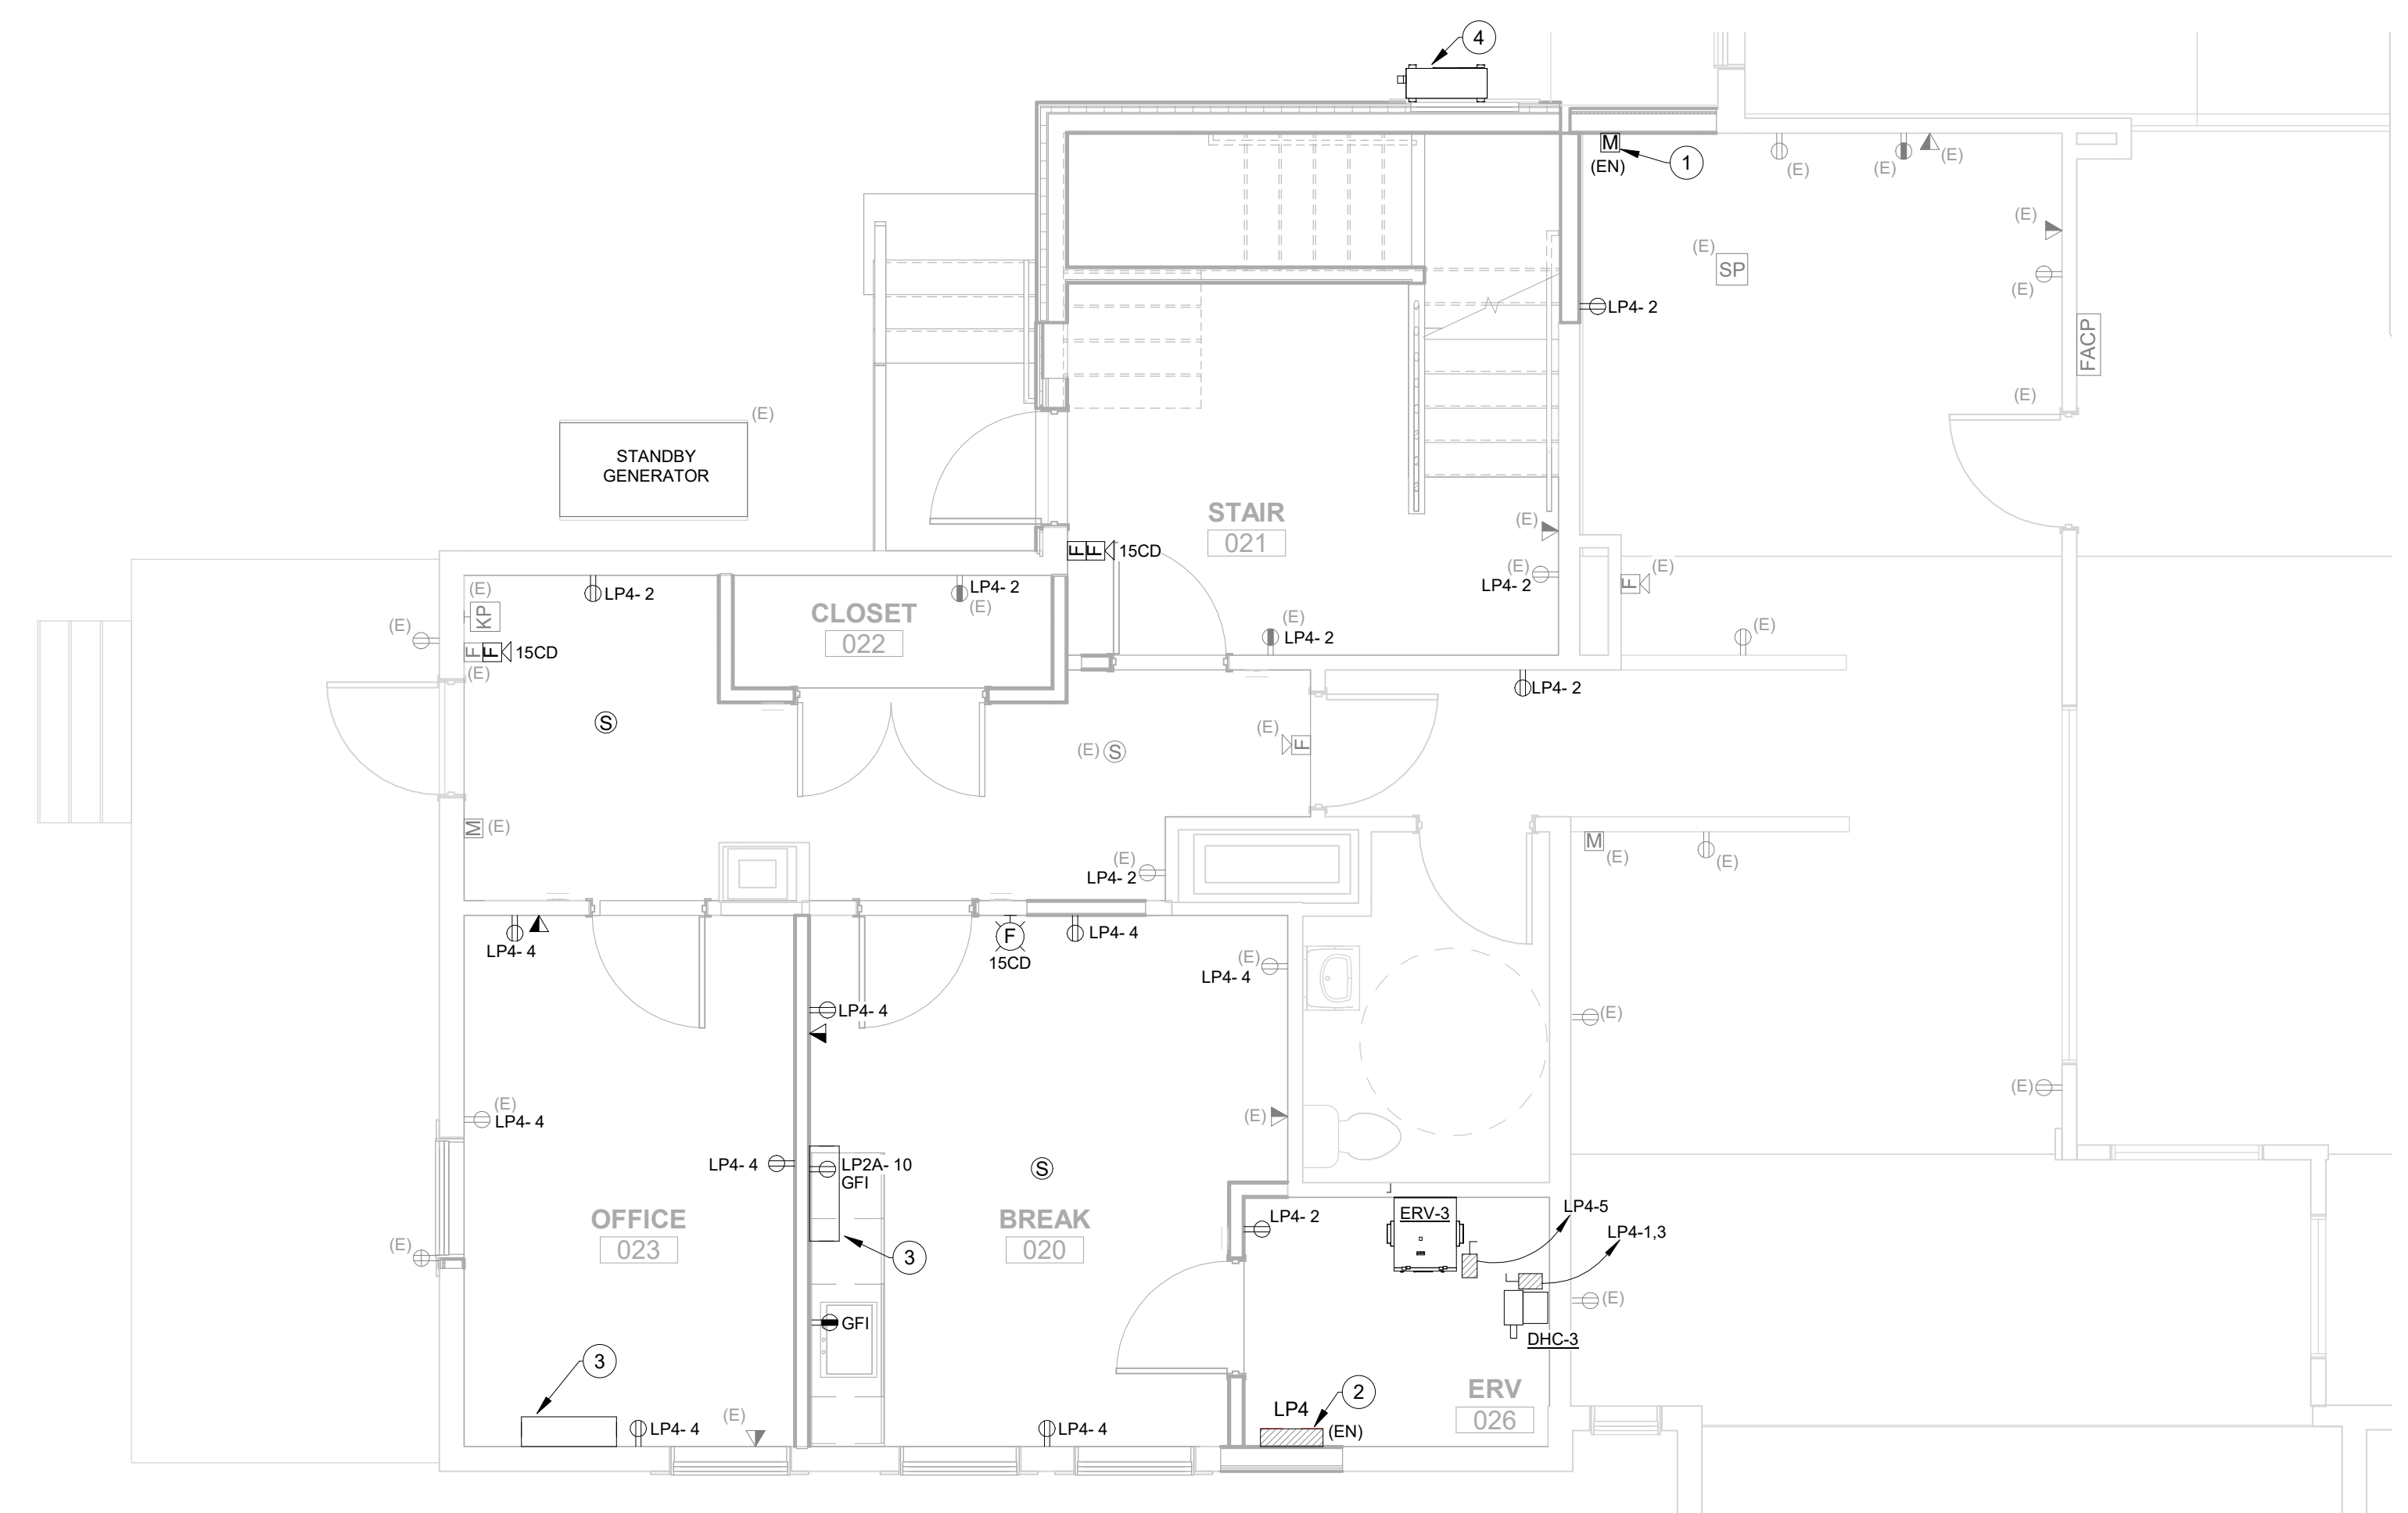 4
M
(EN)
1
(E)
(E)
(E)
(E)
(E)
SP
(E)
LP4- 2
FACP
(E)
(E)
STANDBY
GENERATOR
STAIR
021
(E)
F F 15CD
(E)
LP4- 2
F
(E)
(E)
KP
LP4- 2
LP4- 2
(E)
CLOSET
022
(E)
LP4- 2
(E)
(E)
F F 15CD
(E)
LP4- 2
S
(E) S
(E)
F
M (E)
M
(E)
(E)
(E)
LP4- 2
LP4- 4
F
15CD
LP4- 4
(E)
LP4- 4
LP4- 4
(E)
(E)
LP4- 4
(E)
(E)
LP4- 4
LP2A- 10
GFI
S
OFFICE
023
BREAK
020
LP4- 2
ERV-3
LP4-5
LP4-1,3
(E)
3
(E)
GFI
DHC-3
3
LP4- 4
(E)
LP4- 4
LP4
2
(EN)
ERV
026